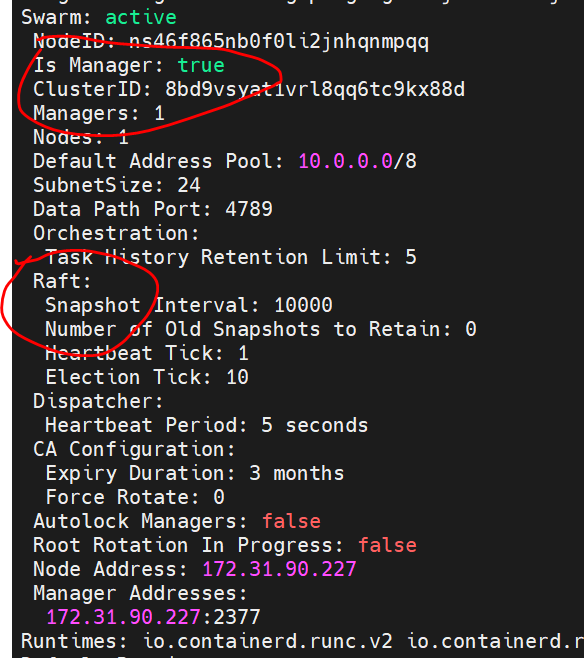 Swarm: active
NodeID: ns46f865nb0f0li2jnhqnmpqq
Is Manager: true
ClusterID: 8bd9vsyat1vrl8qq6tc9kx88d
Managers: 1
Nodes: 1
Default Address Pool: 10.0.0.0/8
SubnetSize: 24
Data Path Port: 4789
Orchestration:
Task History Retention Limit: 5
Raft:
Snapshot Interval: 10000
Number of Old Snapshots to Retain: 0
Heartbeat Tick: 1
Election Tick: 10
Dispatcher:
Heartbeat Period: 5 seconds
CA Configuration:
Expiry Duration: 3 months
Force Rotate: 0
Autolock Managers: false
Root Rotation In Progress: false
Node Address: 172.31.90.227
Manager Addresses:
172.31.90.227:2377
Runtimes: io.containerd.runc.v2 io.containerd.r